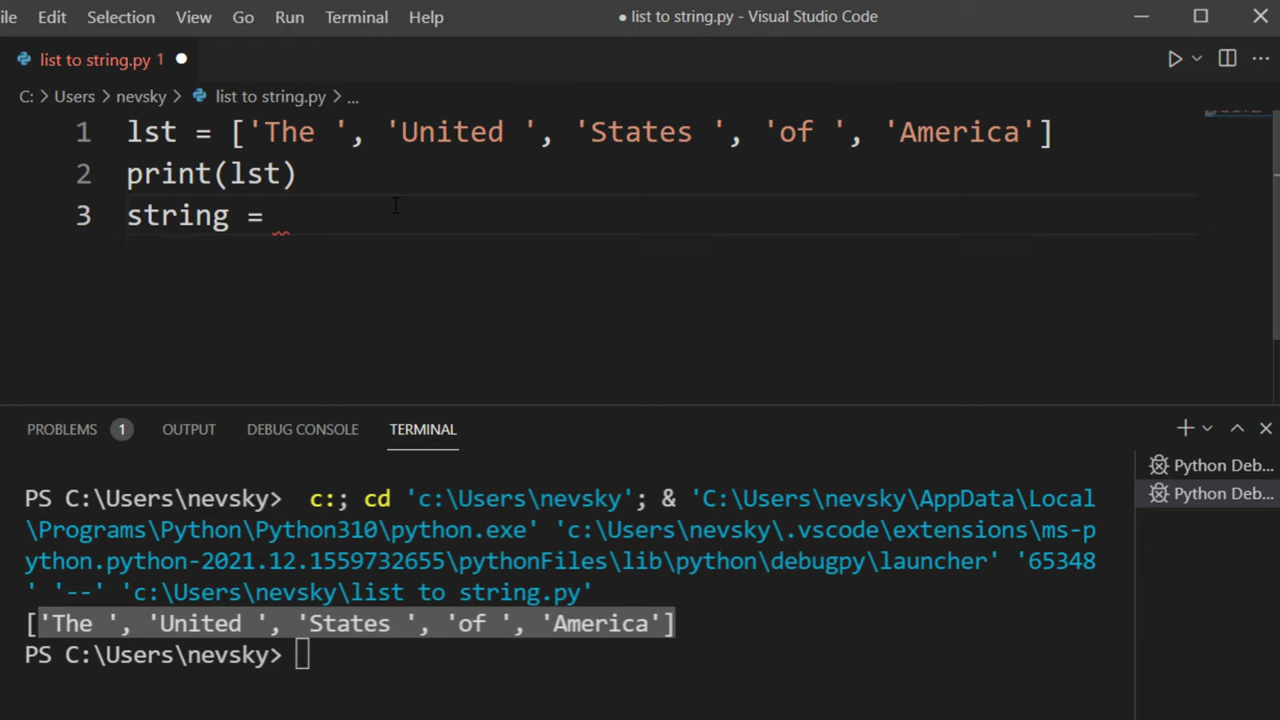 ile Edit Selection View Go Run Terminal Help ● list to string.py - Visual Studio Code
list to string.py 1 ●
C: > Users > nevsky > list to string.py > ...
1 lst = ['The ', 'United ', 'States ', 'of ', 'America']
2 print(lst)
3 string =
PROBLEMS 1 OUTPUT DEBUG CONSOLE TERMINAL
Python Deb...
Python Deb...
PS C:\Users\nevsky> c:; cd 'c:\Users\nevsky'; & 'C:\Users\nevsky\AppData\Local
\Programs\Python\Python310\python.exe' 'c:\Users\nevsky\.vscode\extensions\ms-p
ython.python-2021.12.1559732655\pythonFiles\lib\python\debugpy\launcher' '65348
' '--' 'c:\Users\nevsky\list to string.py'
['The ', 'United ', 'States ', 'of ', 'America']
PS C:\Users\nevsky>